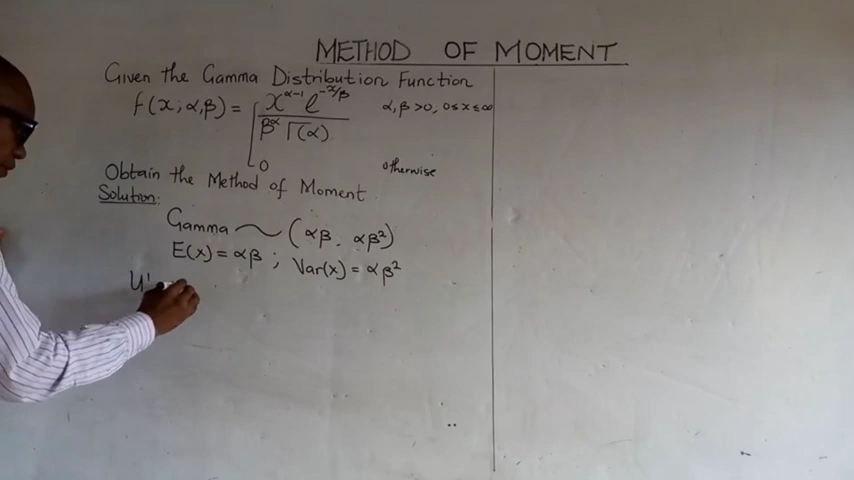 METHOD OF MOMENT
Given the Gamma Distribution Function
f(x; α, β) = { x^(α-1) e^(-x/β) / β^α Γ(α)    α, β > 0, 0 ≤ x ≤ ∞
0    otherwise
Obtain the Method of Moment
Solution:
Gamma ~ (αβ, αβ²)
E(x) = αβ ; Var(x) = αβ²
U'